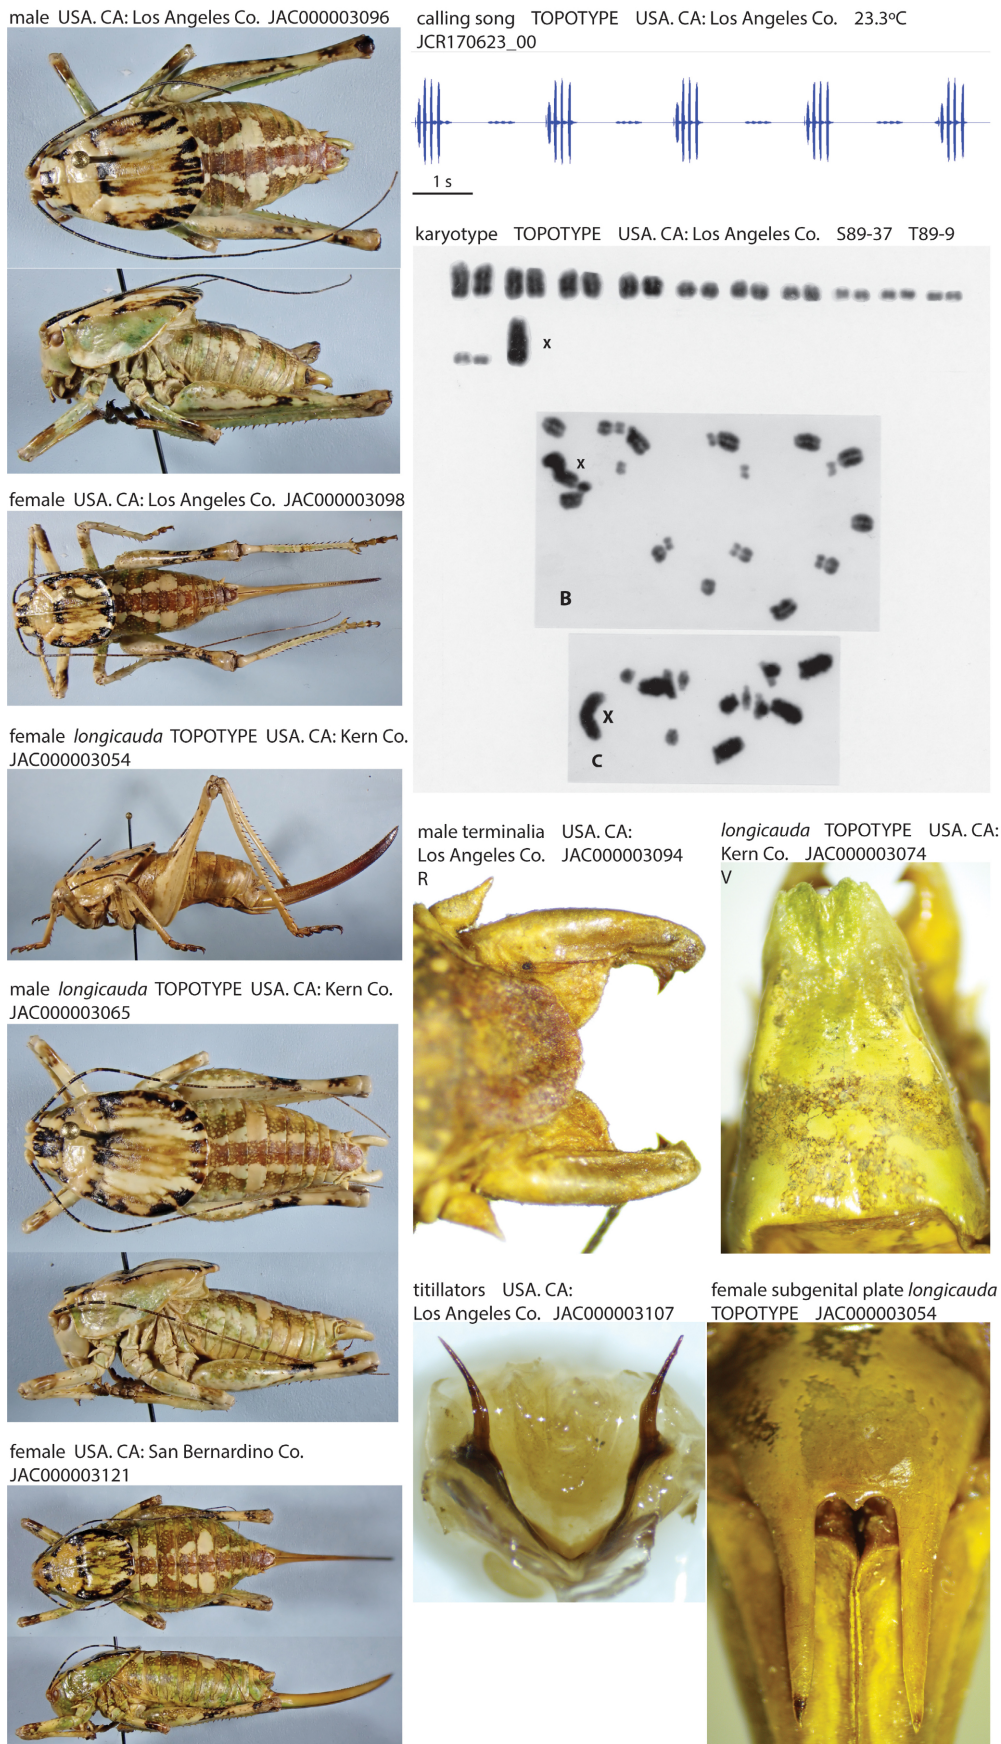 male USA. CA: Los Angeles Co. JAC000003096
female USA. CA: Los Angeles Co. JAC000003098
female longicauda TOPOTYPE USA. CA: Kern Co.
JAC000003054
male longicauda TOPOTYPE USA. CA: Kern Co.
JAC000003065
female USA. CA: San Bernardino Co.
JAC000003121
calling song TOPOTYPE USA. CA: Los Angeles Co. 23.3ºC
JCR170623_00
1 s
karyotype TOPOTYPE USA. CA: Los Angeles Co. S89-37 T89-9
x
x
B
X
C
male terminalia USA. CA:
Los Angeles Co. JAC000003094
R
longicauda TOPOTYPE USA. CA:
Kern Co. JAC000003074
V
titillators USA. CA:
Los Angeles Co. JAC000003107
female subgenital plate longicauda
TOPOTYPE JAC000003054